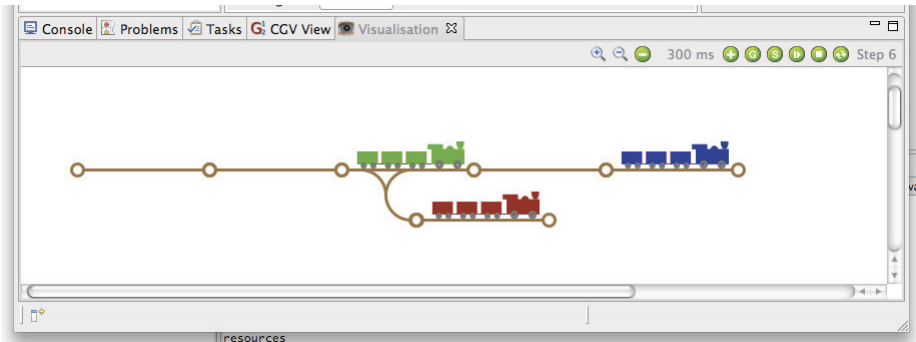 Console Problems Tasks CGV View Visualisation
300 ms G S Step 6
resources